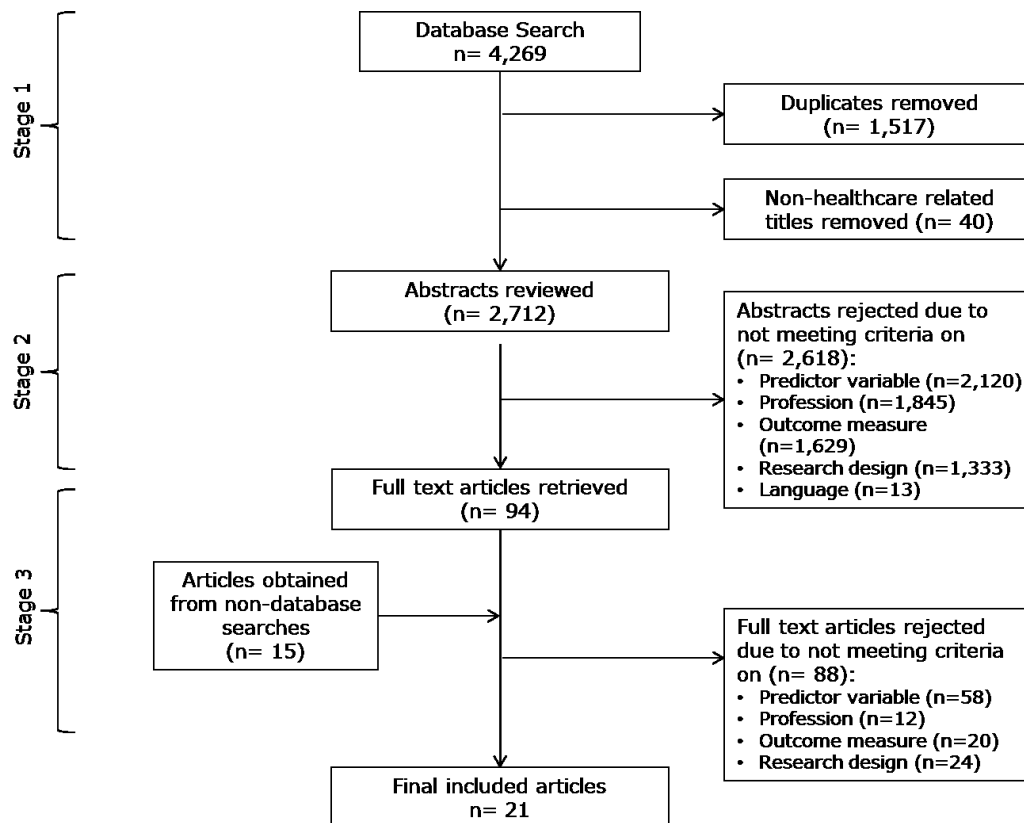 Stage 1
Database Search
n= 4,269
Duplicates removed
(n= 1,517)
Non-healthcare related
titles removed (n= 40)
Stage 2
Abstracts reviewed
(n= 2,712)
Abstracts rejected due to
not meeting criteria on
(n= 2,618):
• Predictor variable (n=2,120)
• Profession (n=1,845)
• Outcome measure
(n=1,629)
• Research design (n=1,333)
• Language (n=13)
Stage 3
Full text articles retrieved
(n= 94)
Articles obtained
from non-database
searches
(n= 15)
Full text articles rejected
due to not meeting criteria
on (n= 88):
• Predictor variable (n=58)
• Profession (n=12)
• Outcome measure (n=20)
• Research design (n=24)
Final included articles
n= 21